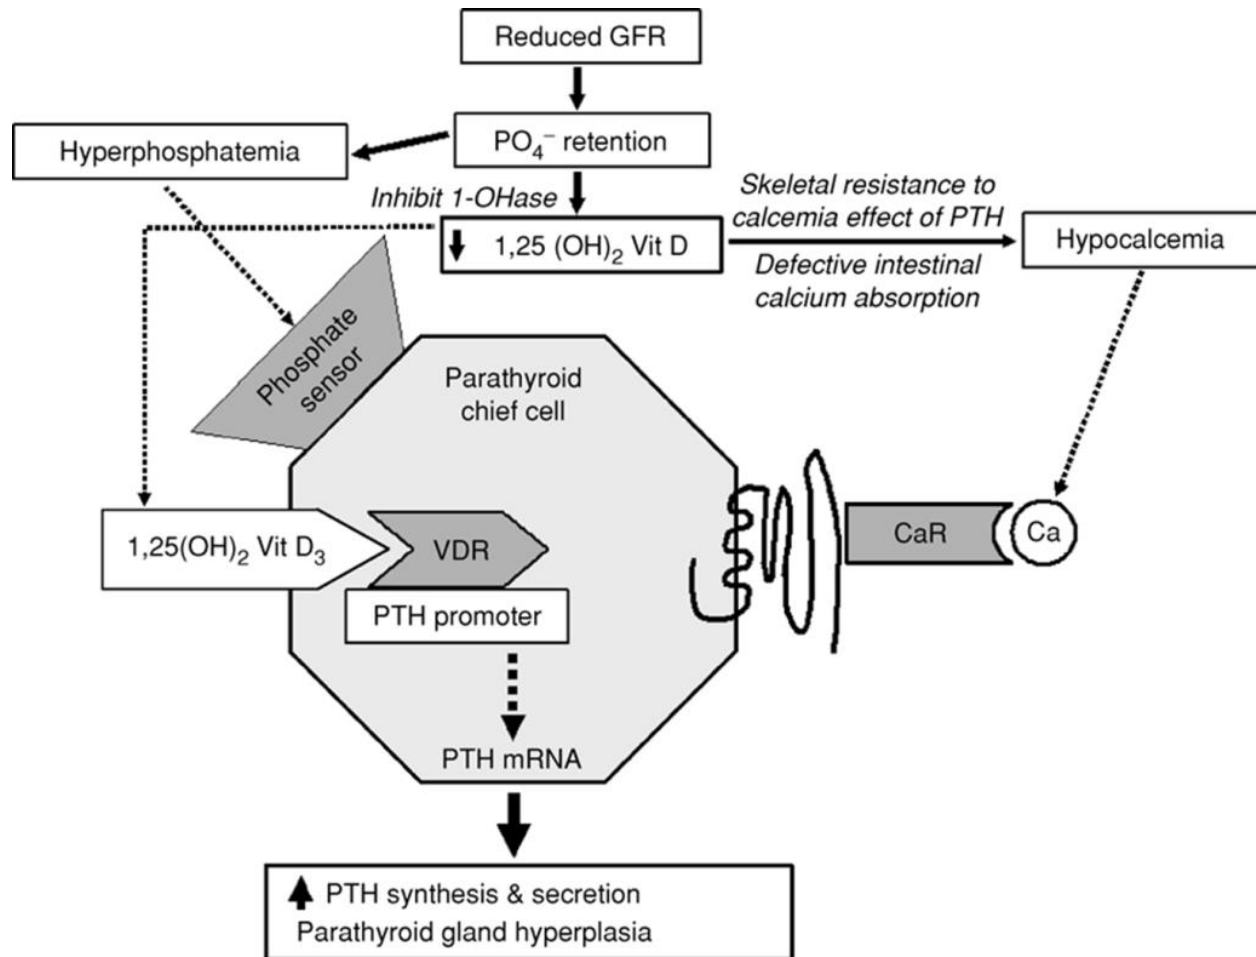 Reduced GFR
PO₄⁻ retention
Hyperphosphatemia
Inhibit 1-OHase
1,25 (OH)₂ Vit D
Skeletal resistance to
calcemia effect of PTH
Defective intestinal
calcium absorption
Hypocalcemia
Phosphate
sensor
Parathyroid
chief cell
1,25(OH)₂ Vit D₃
VDR
PTH promoter
CaR
Ca
PTH mRNA
PTH synthesis & secretion
Parathyroid gland hyperplasia